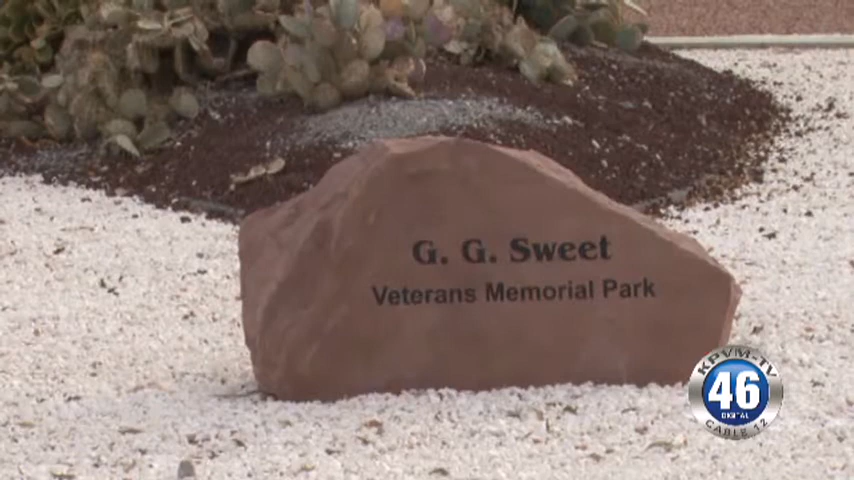 G. G. Sweet
Veterans Memorial Park
KPVM-TV
46
DIGITAL
CABLE 12